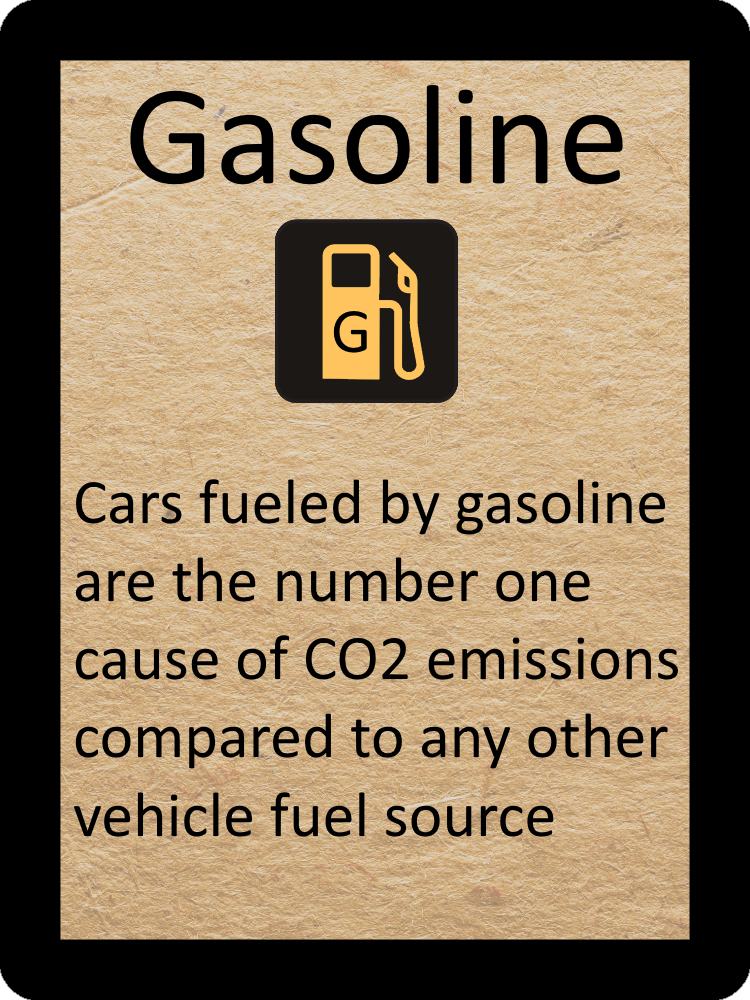 Gasoline
G
Cars fueled by gasoline
are the number one
cause of CO2 emissions
compared to any other
vehicle fuel source